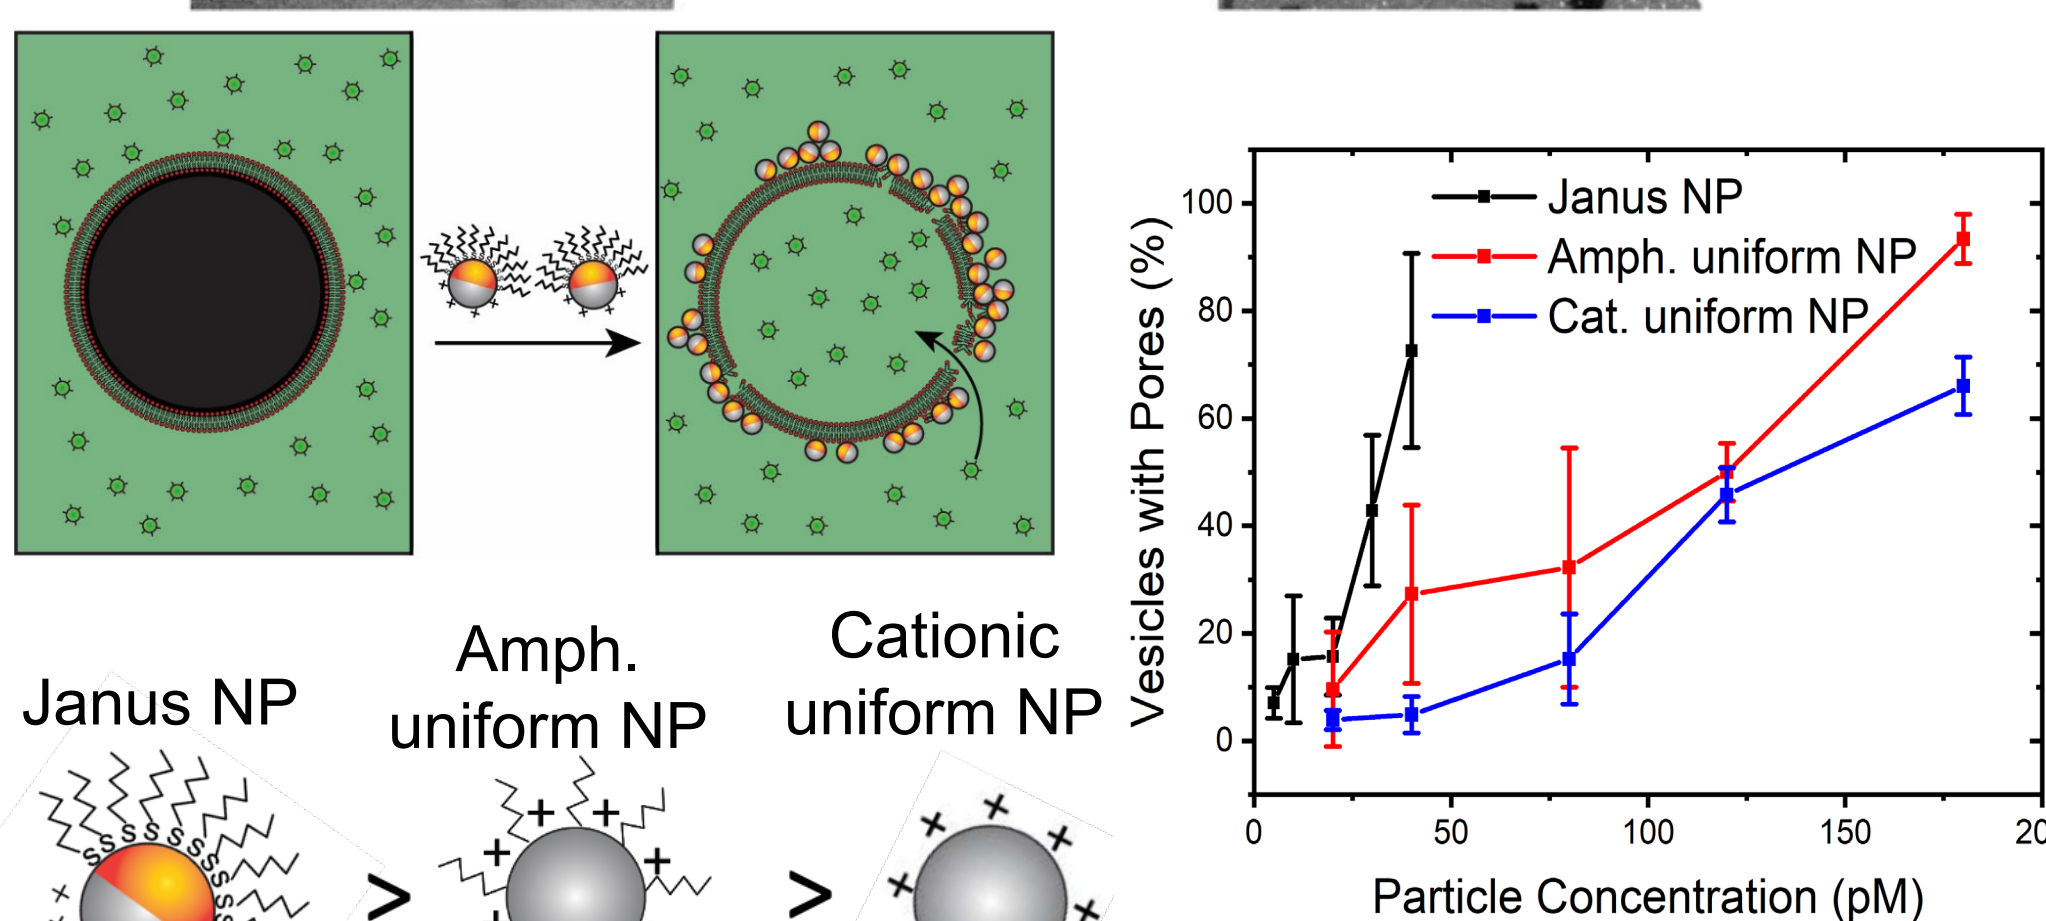 Janus NP
Amph.
uniform NP
Cationic
uniform NP
S S S S S S S S S S
>
>
+ + + +
+ + + + +
Vesicles with Pores (%)
100
80
60
40
20
0
Janus NP
Amph. uniform NP
Cat. uniform NP
0 50 100 150 20
Particle Concentration (pM)